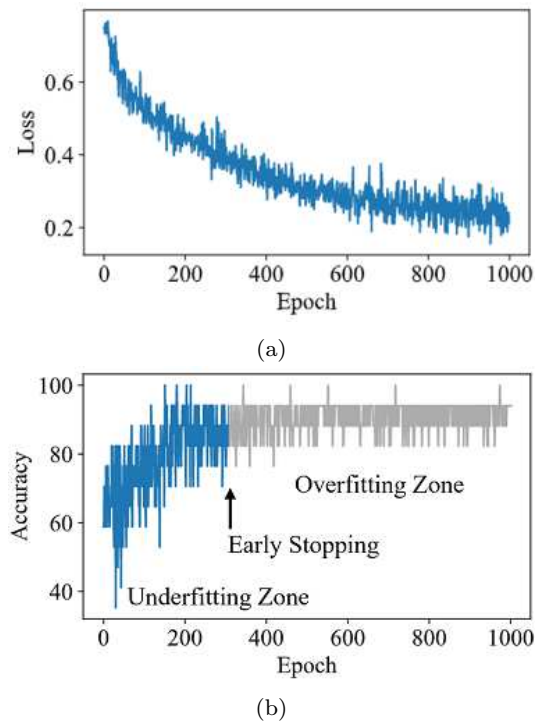 0.6
0.4
0.2
Loss
0 200 400 600 800 1000
Epoch
(a)
100
80
60
40
Accuracy
Overfitting Zone
Early Stopping
Underfitting Zone
0 200 400 600 800 1000
Epoch
(b)